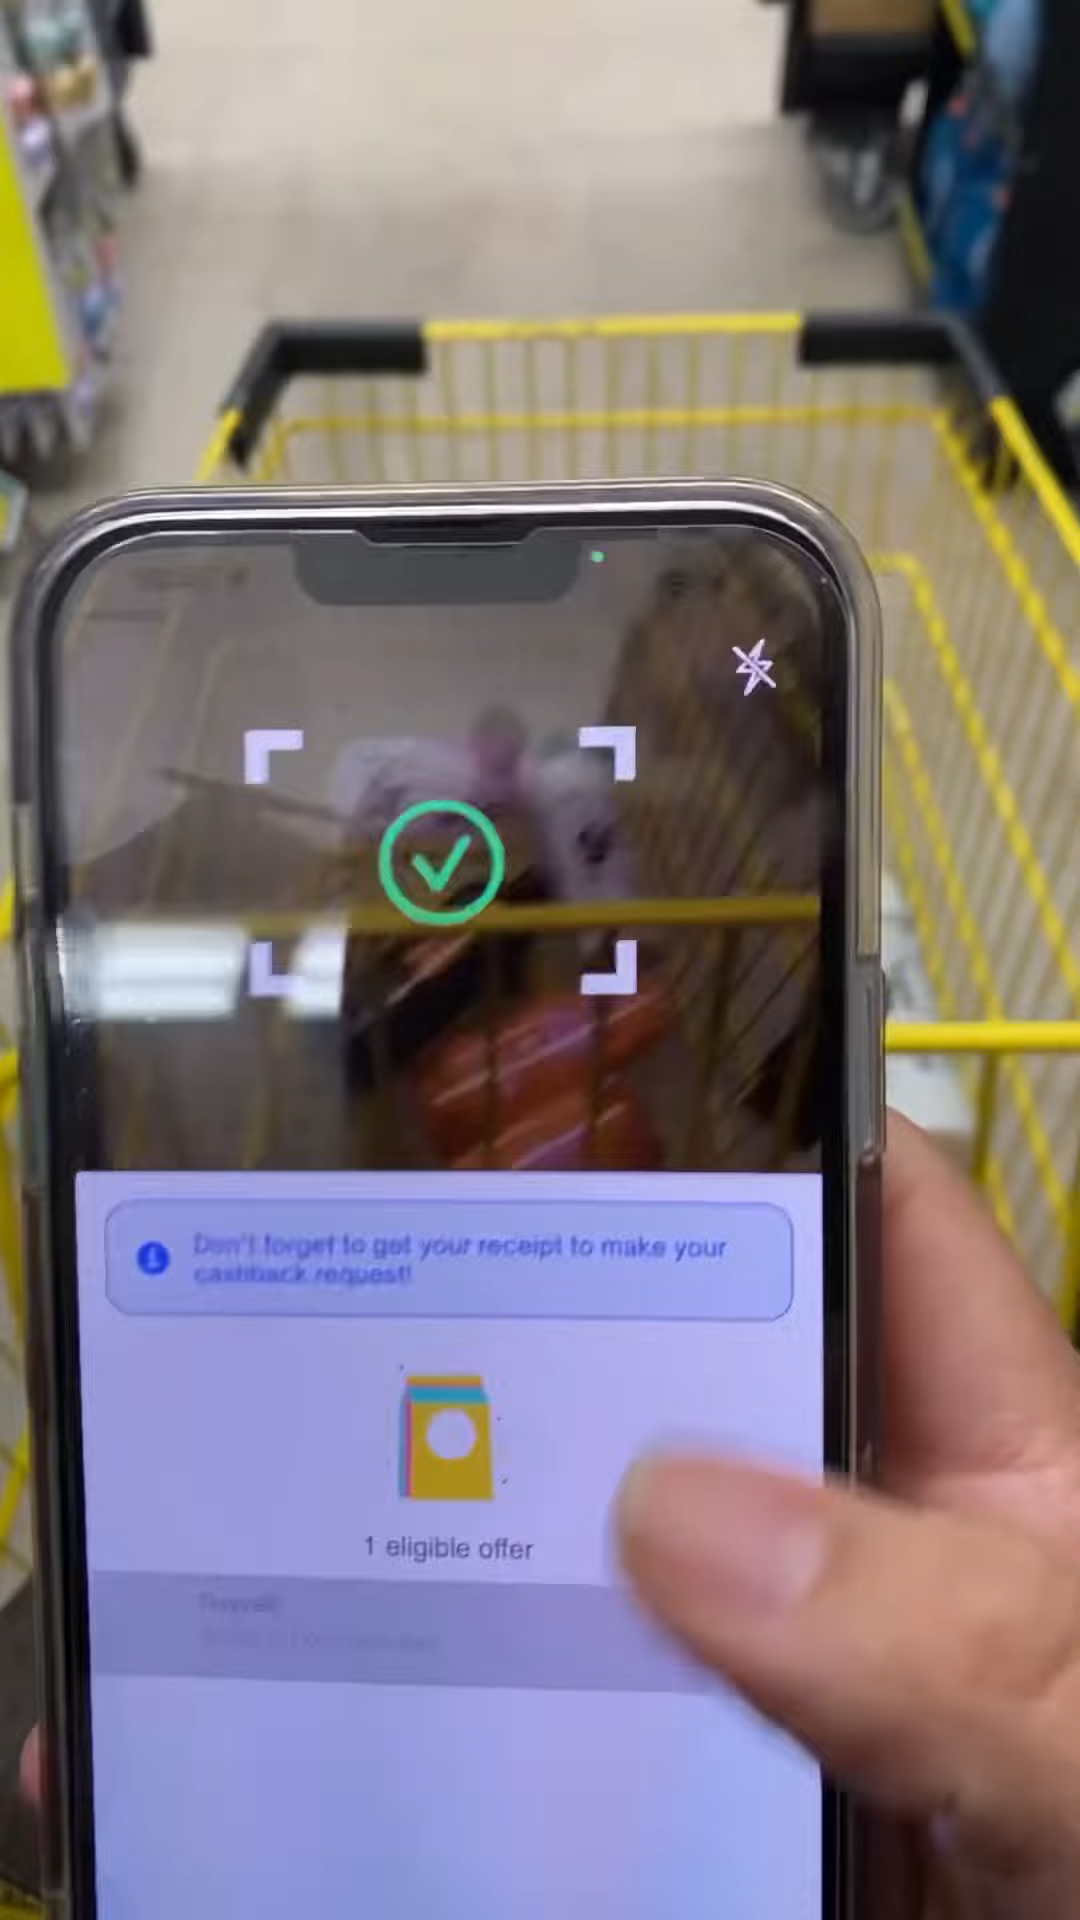 Don't forget to get your receipt to make your
cashback request!
1 eligible offer